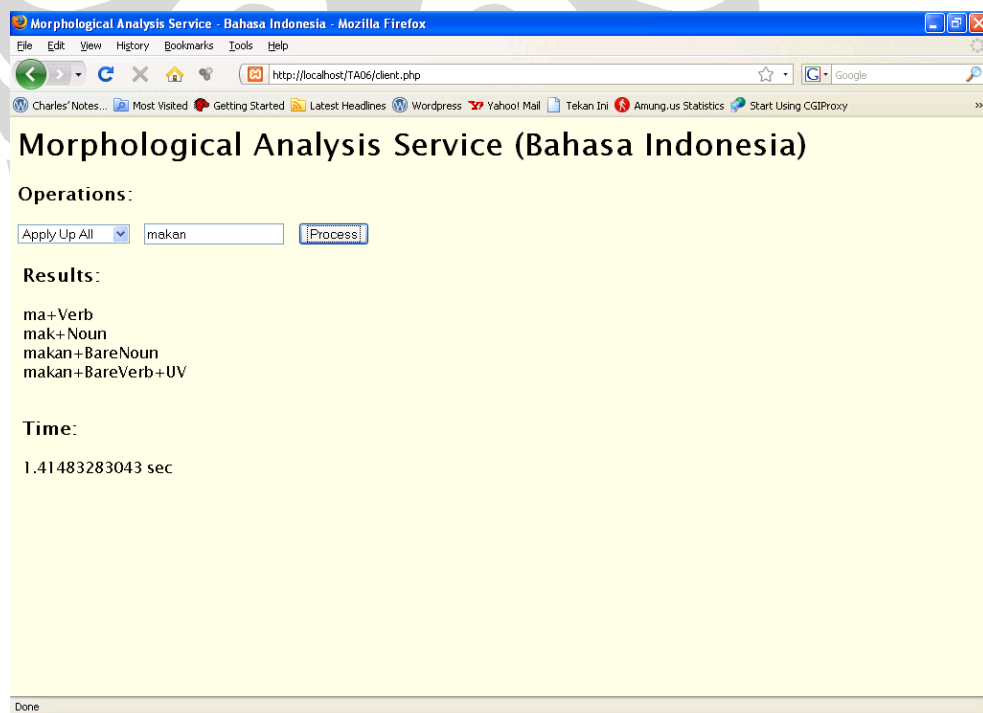 Morphological Analysis Service - Bahasa Indonesia - Mozilla Firefox
File Edit View History Bookmarks Tools Help
http://localhost/TA06/client.php G Google
Charles' Notes... Most Visited Getting Started Latest Headlines Wordpress Yahoo! Mail Tekan Ini Amung.us Statistics Start Using CGIProxy »
Morphological Analysis Service (Bahasa Indonesia)
Operations:
Apply Up All makan Process
Results:
ma+Verb
mak+Noun
makan+BareNoun
makan+BareVerb+UV
Time:
1.41483283043 sec
Done